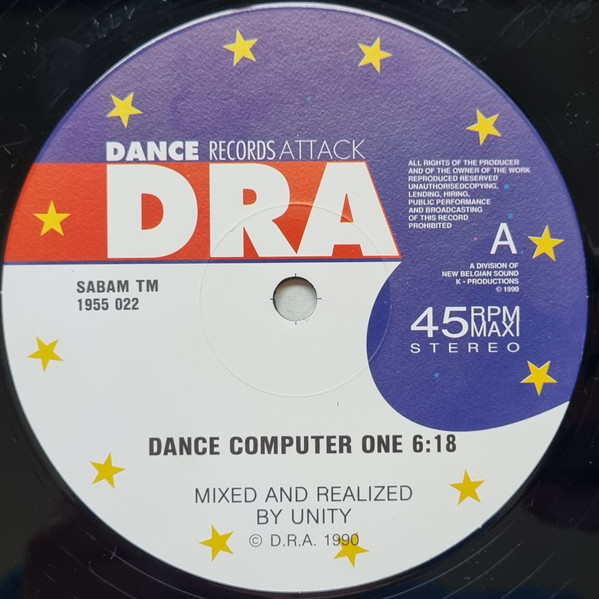 DANCE RECORDS ATTACK
DRA
ALL RIGHTS OF THE PRODUCER
AND OF THE OWNER OF THE WORK
REPRODUCED RESERVED
UNAUTHORISEDCOPYING,
LENDING, HIRING,
PUBLIC PERFORMANCE
AND BROADCASTING
OF THIS RECORD
PROHIBITED
A
A DIVISION OF
NEW BELGIAN SOUND
K - PRODUCTIONS
© 1990
SABAM TM
1955 022
45 RPM
MAXI
STEREO
DANCE COMPUTER ONE 6:18
MIXED AND REALIZED
BY UNITY
© D.R.A. 1990